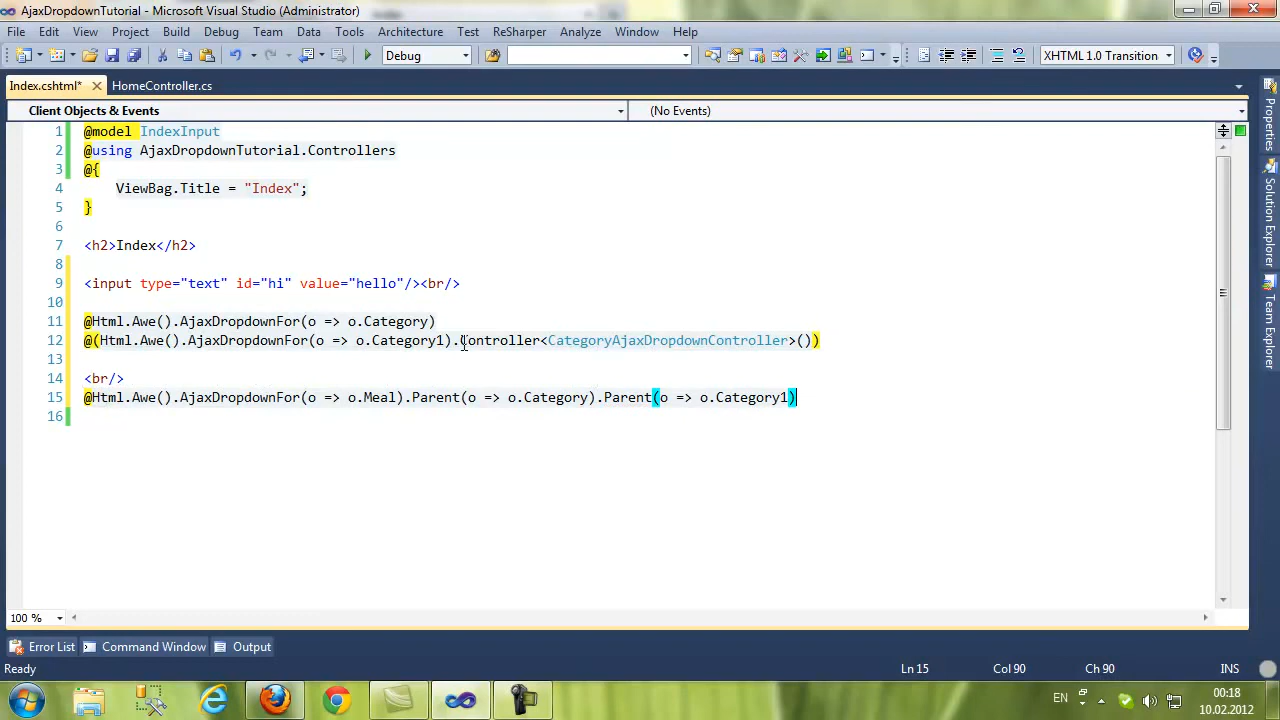 AjaxDropdownTutorial - Microsoft Visual Studio (Administrator)
File Edit View Project Build Debug Team Data Tools Architecture Test ReSharper Analyze Window Help
Debug XHTML 1.0 Transition
Index.cshtml* HomeController.cs
Client Objects & Events (No Events)
1 @model IndexInput
2 @using AjaxDropdownTutorial.Controllers
3 @{
4 ViewBag.Title = "Index";
5 }
6
7 <h2>Index</h2>
8
9 <input type="text" id="hi" value="hello"/><br/>
10
11 @Html.Awe().AjaxDropdownFor(o => o.Category)
12 @(Html.Awe().AjaxDropdownFor(o => o.Category1).Controller<CategoryAjaxDropdownController>())
13
14 <br/>
15 @Html.Awe().AjaxDropdownFor(o => o.Meal).Parent(o => o.Category).Parent(o => o.Category1)
16
Properties
Solution Explorer
Team Explorer
100 %
Error List Command Window Output
Ready Ln 15 Col 90 Ch 90 INS
EN 00:18
10.02.2012